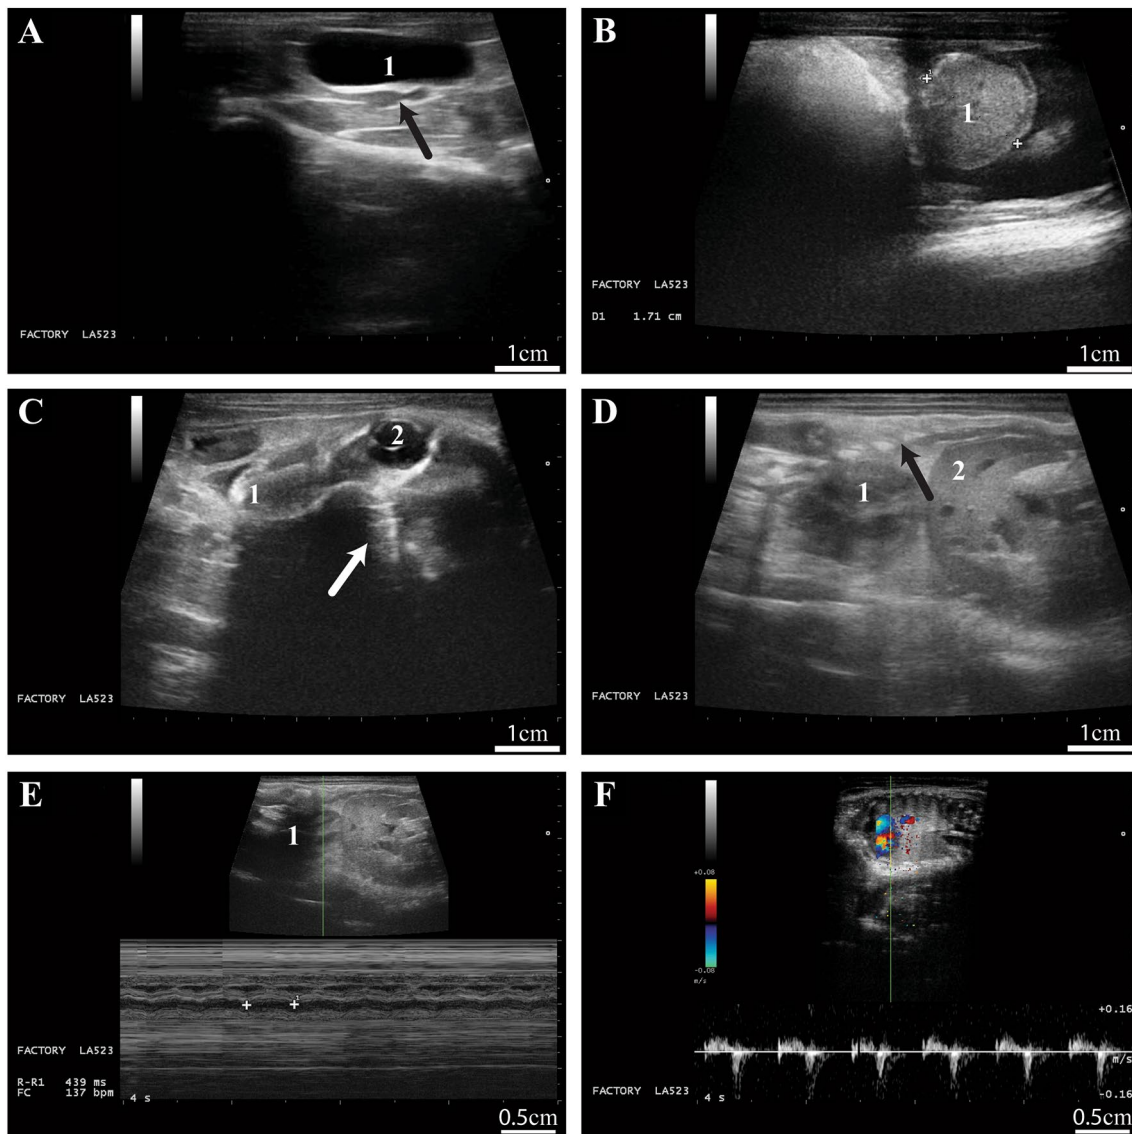 A
1
FACTORY LA523
1cm
B
1
1
FACTORY LA523
D1 1.71 cm
1cm
C
2
1
FACTORY LA523
1cm
D
2
1
FACTORY LA523
1cm
E
1
1
FACTORY LA523
R-R1 439 ms
FC 137 bpm
4 s
0.5cm
F
+0.08
-0.08
m/s
+0.16
m/s
-0.16
FACTORY LA523
4 s
0.5cm